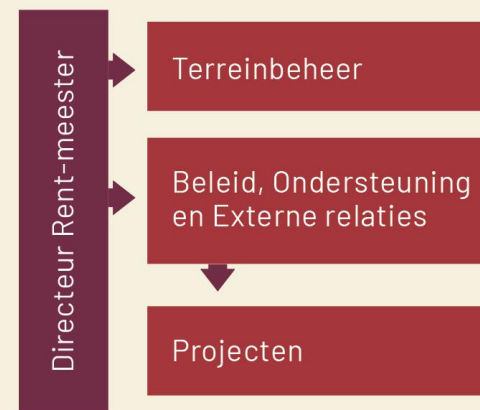 Directeur Rent-meester
Terreinbeheer
Beleid, Ondersteuning
en Externe relaties
Projecten